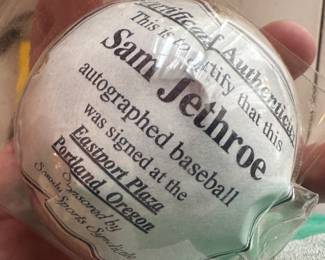 Certificate of Authenticity
This is to certify that this
Sam Jethroe
autographed baseball
was signed at the
Eastport Plaza
Portland, Oregon
Sponsored by
Sports Syndicate